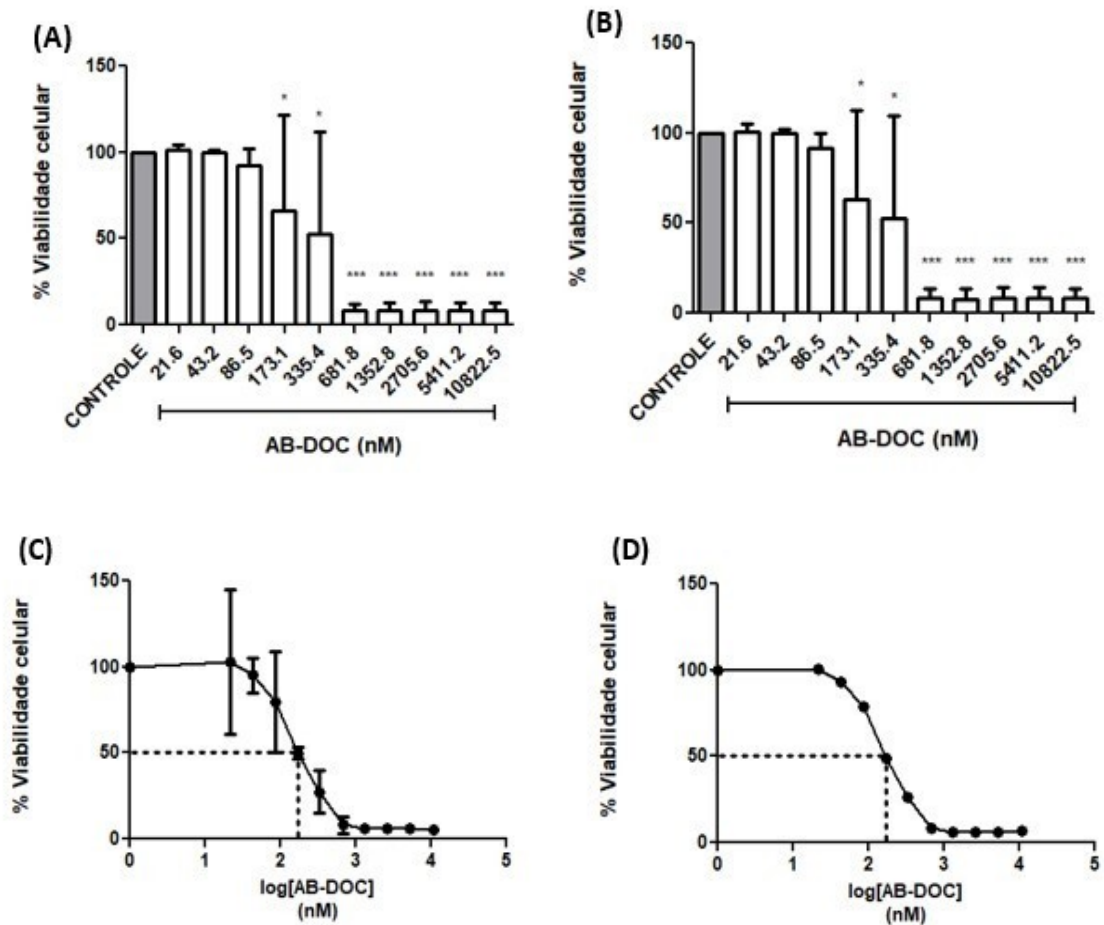 (A)
% Viabilidade celular
150
100
50
0
* * *** *** *** *** ***
CONTROLE 21.6 43.2 86.5 173.1 335.4 681.8 1352.8 2705.6 5411.2 10822.5
AB-DOC (nM)
(B)
% Viabilidade celular
150
100
50
0
* * *** *** *** *** ***
CONTROLE 21.6 43.2 86.5 173.1 335.4 681.8 1352.8 2705.6 5411.2 10822.5
AB-DOC (nM)
(C)
% Viabilidade celular
150
100
50
0
0 1 2 3 4 5
log[AB-DOC]
(nM)
(D)
% Viabilidade celular
150
100
50
0
0 1 2 3 4 5
log[AB-DOC]
(nM)